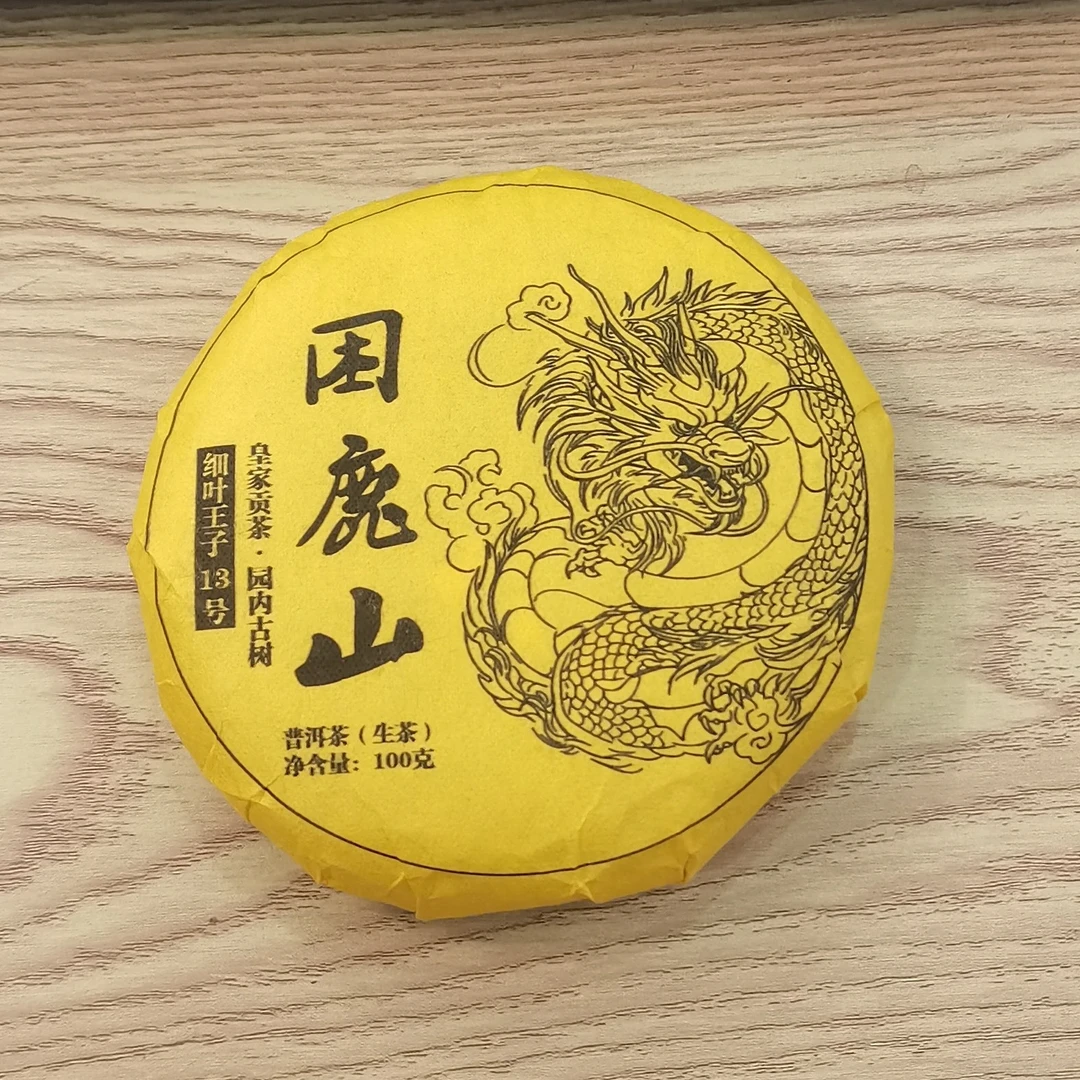 困鹿山
皇家贡茶·园内古树
细叶王子13号
普洱茶（生茶）
净含量：100克